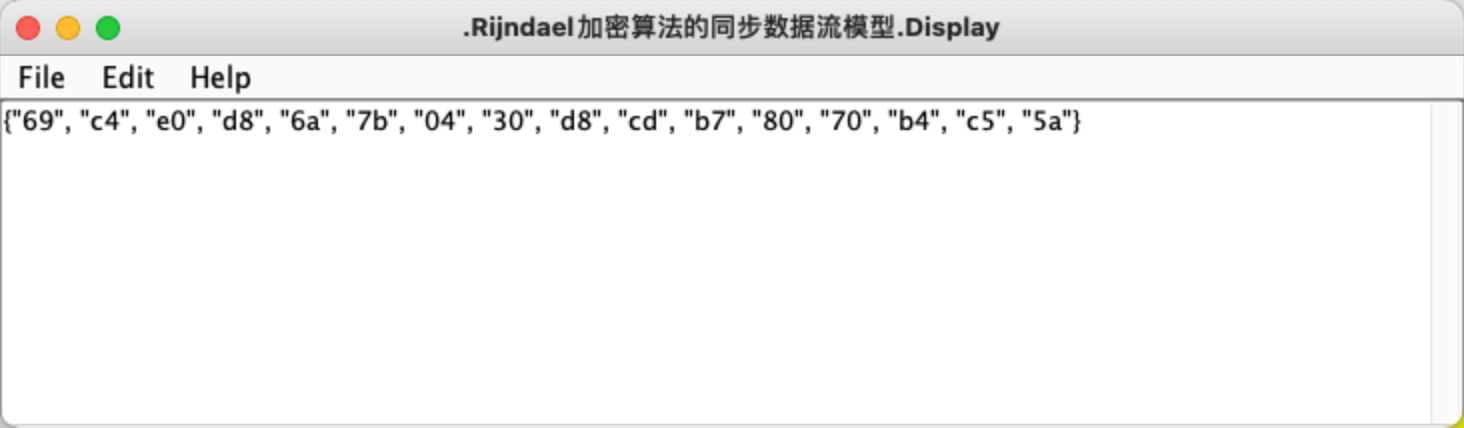 .Rijndael加密算法的同步数据流模型.Display
File Edit Help
{"69", "c4", "e0", "d8", "6a", "7b", "04", "30", "d8", "cd", "b7", "80", "70", "b4", "c5", "5a"}